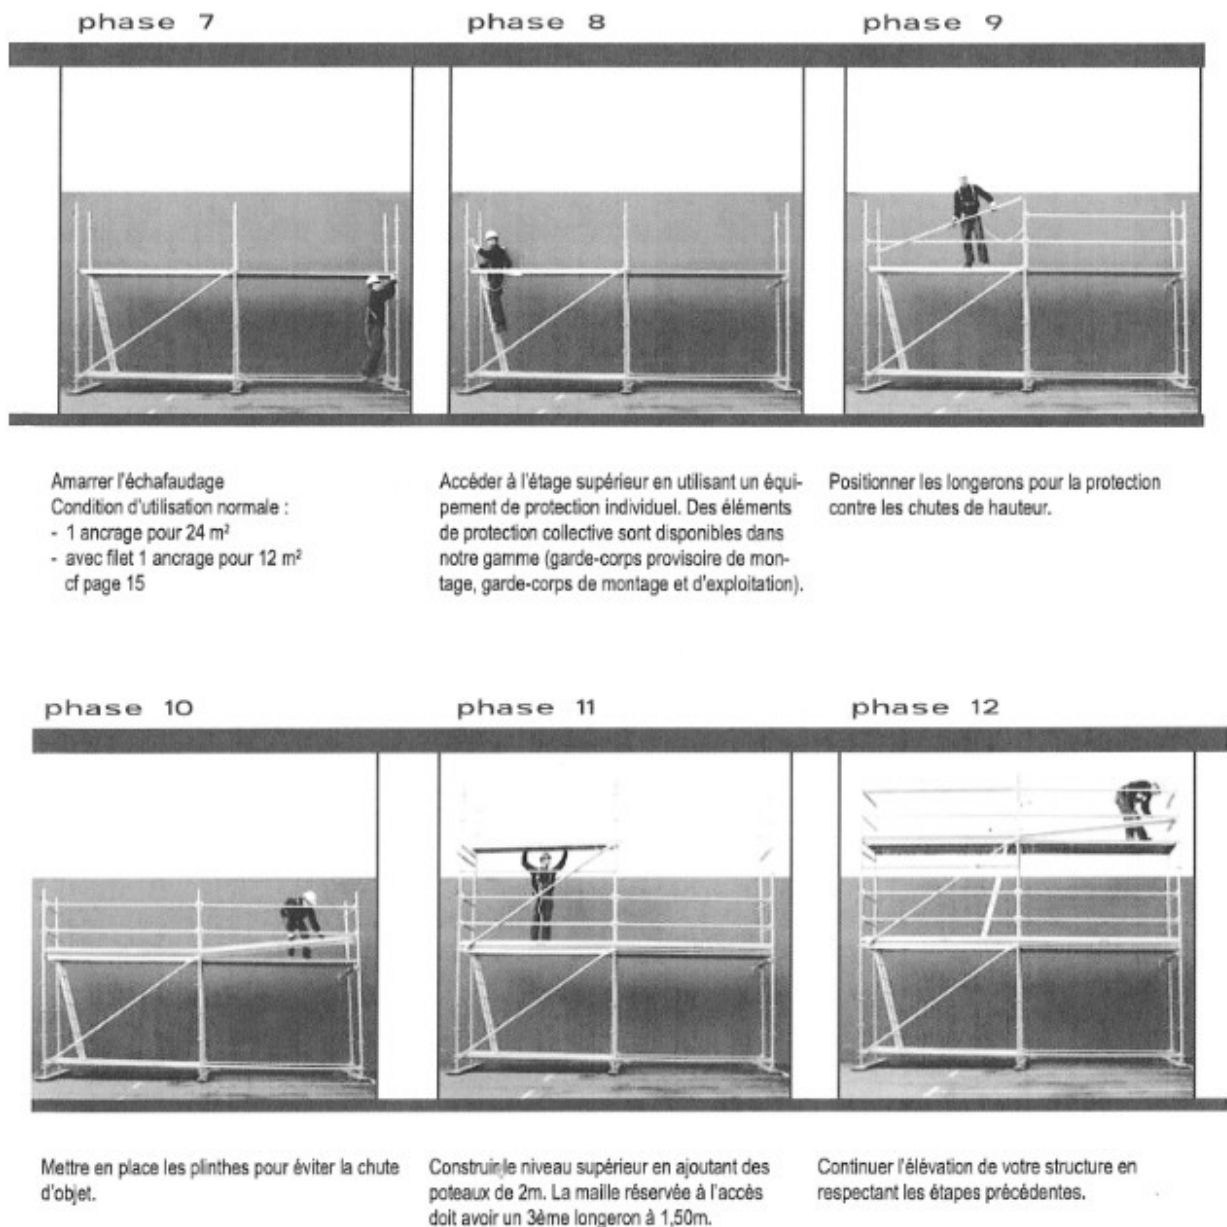 phase 7
phase 8
phase 9
Amarrer l'échafaudage
Condition d'utilisation normale :
- 1 ancrage pour 24 m²
- avec filet 1 ancrage pour 12 m²
cf page 15
Accéder à l'étage supérieur en utilisant un équi-
pement de protection individuel. Des éléments
de protection collective sont disponibles dans
notre gamme (garde-corps provisoire de mon-
tage, garde-corps de montage et d'exploitation).
Positionner les longerons pour la protection
contre les chutes de hauteur.
phase 10
phase 11
phase 12
Mettre en place les plinthes pour éviter la chute
d'objet.
Construire le niveau supérieur en ajoutant des
poteaux de 2m. La maille réservée à l'accès
doit avoir un 3ème longeron à 1,50m.
Continuer l'élévation de votre structure en
respectant les étapes précédentes.